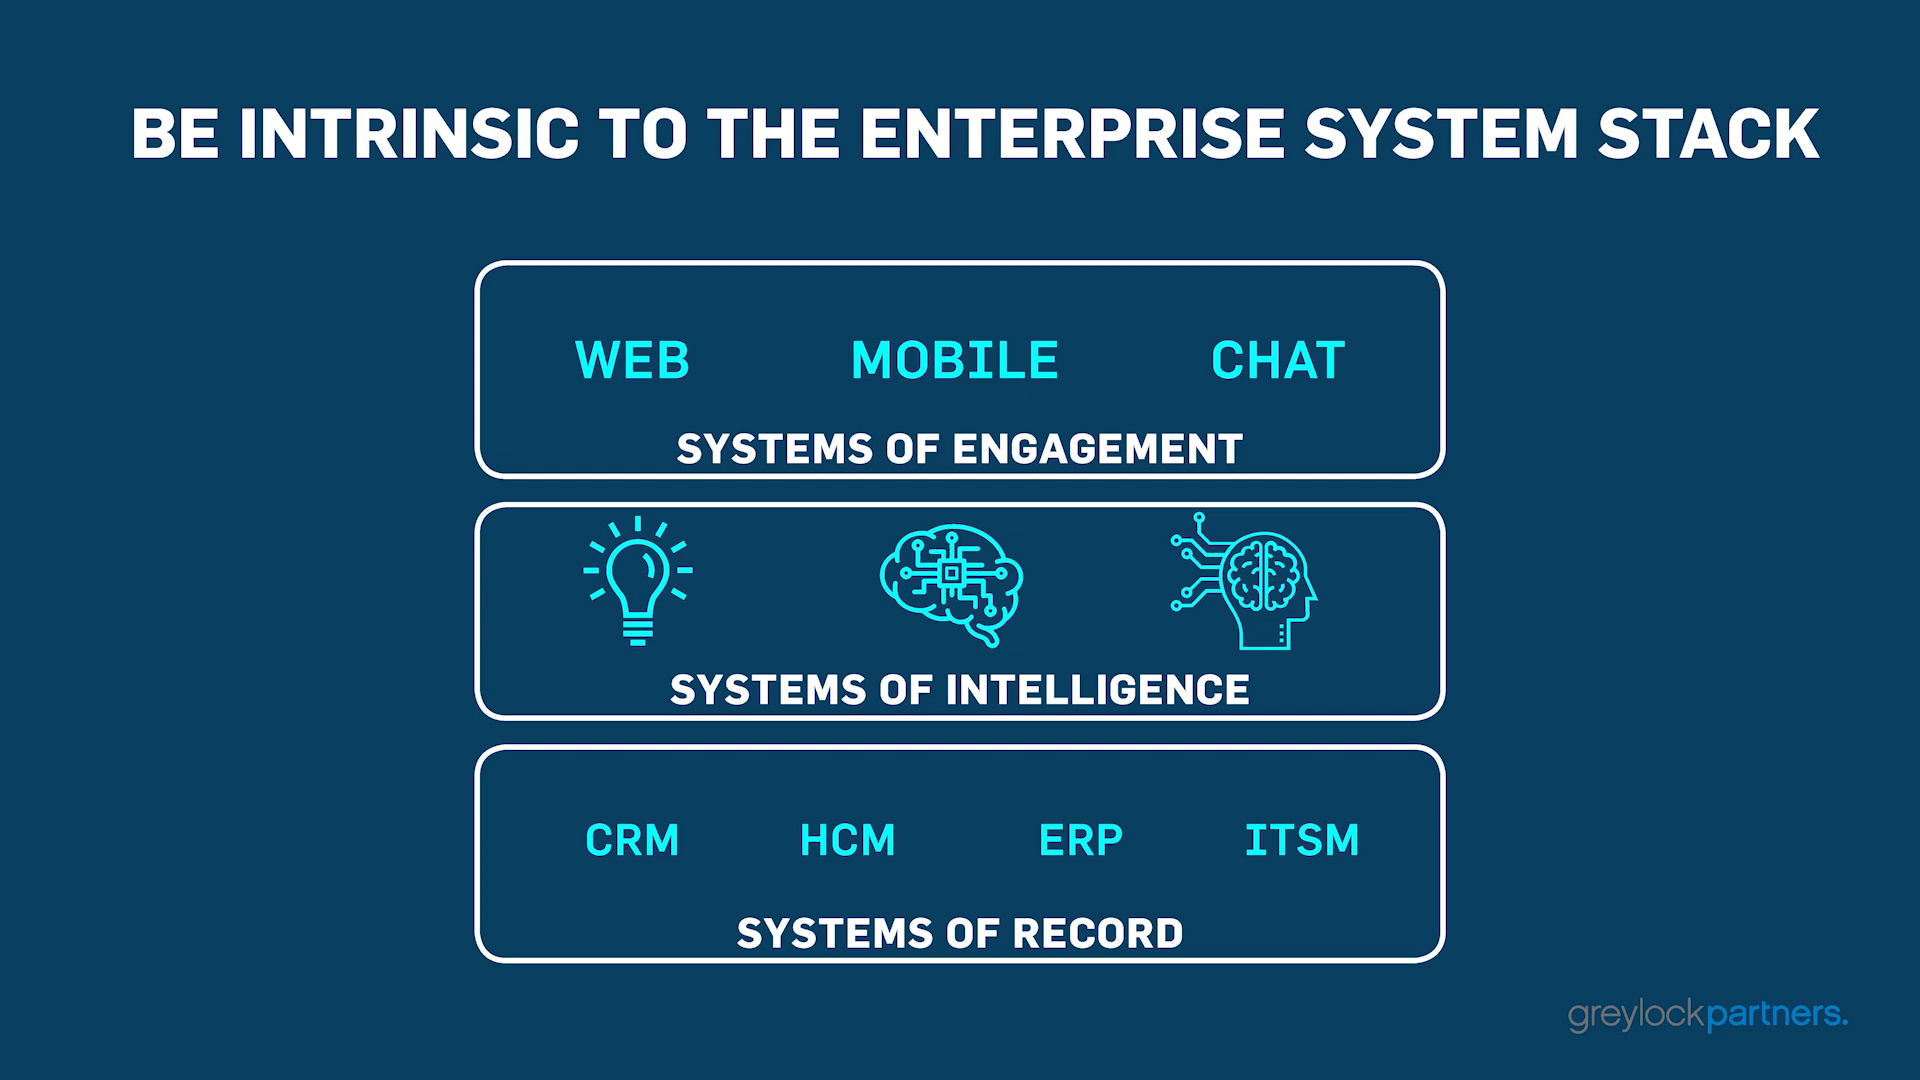 BE INTRINSIC TO THE ENTERPRISE SYSTEM STACK
WEB MOBILE CHAT
SYSTEMS OF ENGAGEMENT
SYSTEMS OF INTELLIGENCE
CRM HCM ERP ITSM
SYSTEMS OF RECORD
greylockpartners.